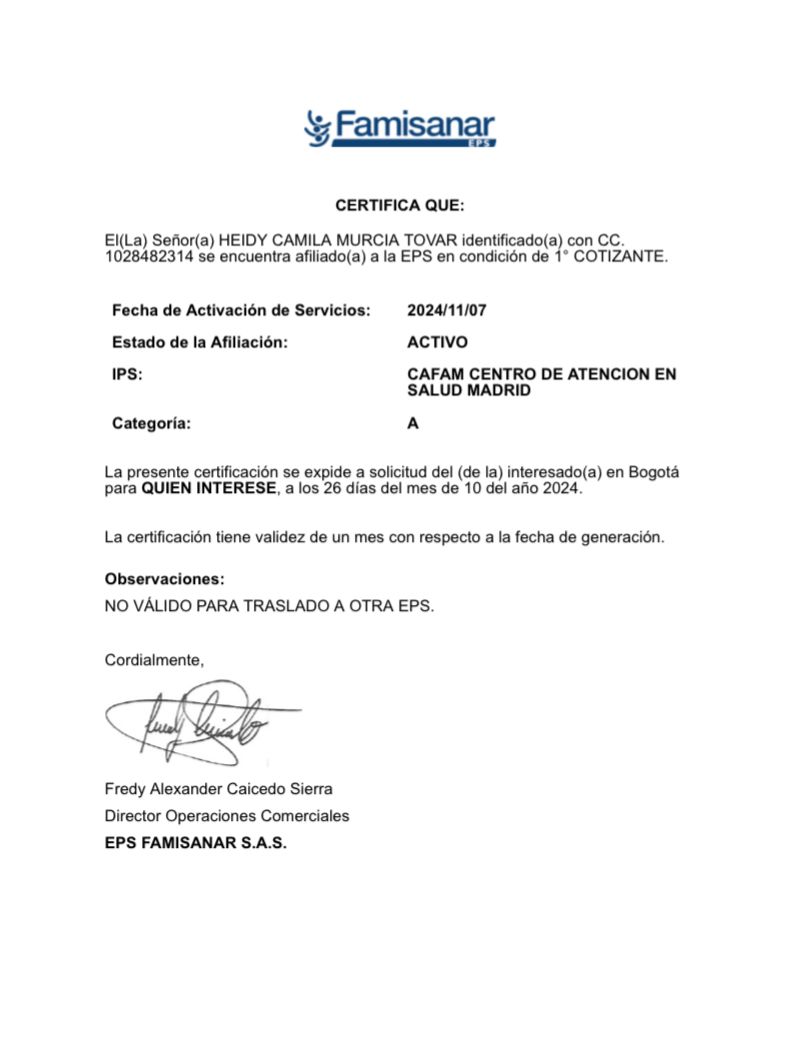 Famisanar
EPS
CERTIFICA QUE:
El(La) Señor(a) HEIDY CAMILA MURCIA TOVAR identificado(a) con CC.
1028482314 se encuentra afiliado(a) a la EPS en condición de 1° COTIZANTE.
Fecha de Activación de Servicios: 2024/11/07
Estado de la Afiliación: ACTIVO
IPS: CAFAM CENTRO DE ATENCION EN
SALUD MADRID
Categoría: A
La presente certificación se expide a solicitud del (de la) interesado(a) en Bogotá
para QUIEN INTERESE, a los 26 días del mes de 10 del año 2024.
La certificación tiene validez de un mes con respecto a la fecha de generación.
Observaciones:
NO VÁLIDO PARA TRASLADO A OTRA EPS.
Cordialmente,
Fredy Alexander Caicedo Sierra
Director Operaciones Comerciales
EPS FAMISANAR S.A.S.